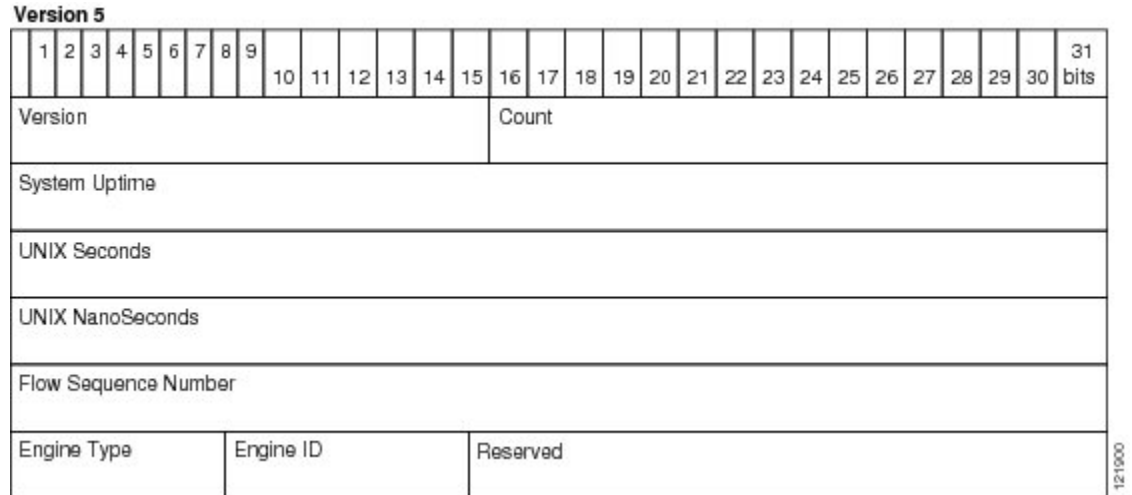 Version 5
1 2 3 4 5 6 7 8 9 10 11 12 13 14 15 16 17 18 19 20 21 22 23 24 25 26 27 28 29 30 31 bits
Version Count
System Uptime
UNIX Seconds
UNIX NanoSeconds
Flow Sequence Number
Engine Type Engine ID Reserved
121900